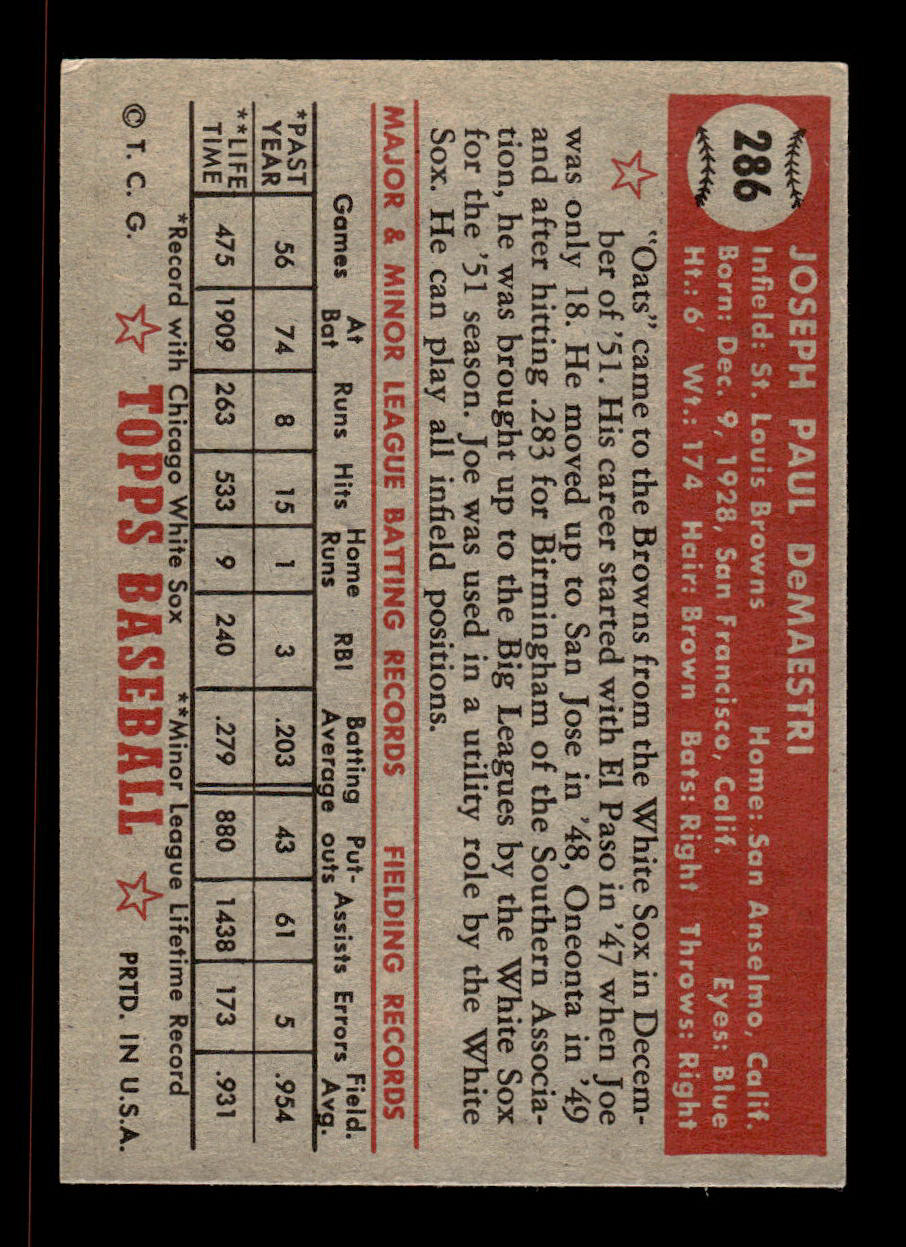 286
JOSEPH PAUL DeMAESTRI
Infield: St. Louis Browns Home: San Anselmo, Calif.
Born: Dec. 9, 1928, San Francisco, Calif. Eyes: Blue
Ht.: 6′ Wt.: 174 Hair: Brown Bats: Right Throws: Right
"Oats" came to the Browns from the White Sox in Decem-
ber of '51. His career started with El Paso in '47 when Joe
was only 18. He moved up to San Jose in '48, Oneonta in '49
and after hitting .283 for Birmingham of the Southern Associa-
tion, he was brought up to the Big Leagues by the White Sox
for the '51 season. Joe was used in a utility role by the White
Sox. He can play all infield positions.
MAJOR & MINOR LEAGUE BATTING RECORDS FIELDING RECORDS
Games At Bat Runs Hits Home Runs RBI Batting Average Put-outs Assists Errors Field. Avg.
*PAST YEAR 56 74 8 15 1 3 .203 43 61 5 .954
**LIFE TIME 475 1909 263 533 9 240 .279 880 1438 173 .931
*Record with Chicago White Sox **Minor League Lifetime Record
© T. C. G. TOPPS BASEBALL PRTD. IN U.S.A.